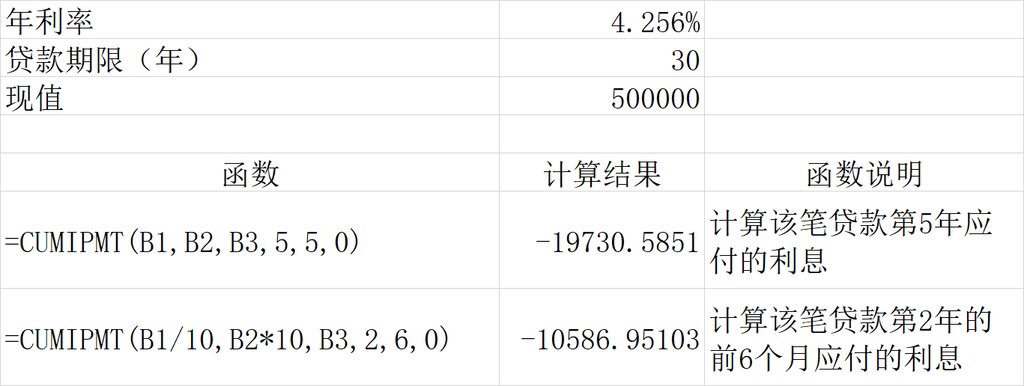 年利率 4.256%
贷款期限（年） 30
现值 500000
函数 计算结果 函数说明
=CUMIPMT(B1,B2,B3,5,5,0) -19730.5851 计算该笔贷款第5年应
付的利息
=CUMIPMT(B1/10,B2*10,B3,2,6,0) -10586.95103 计算该笔贷款第2年的
前6个月应付的利息